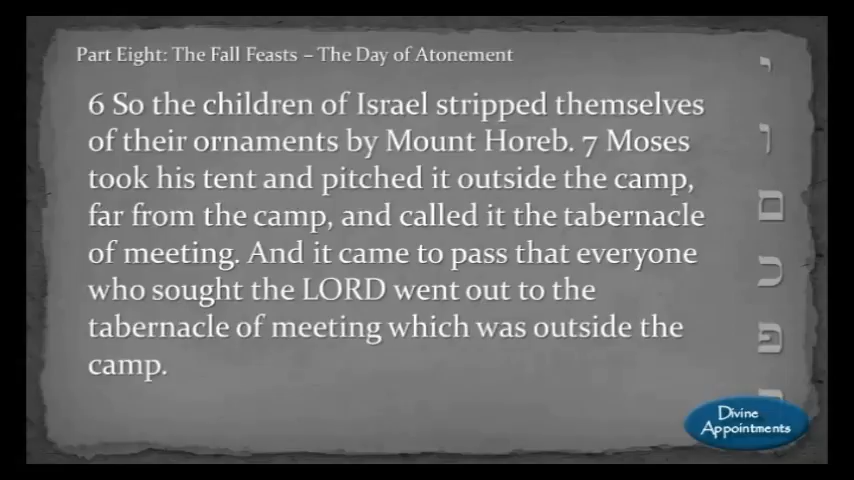 Part Eight: The Fall Feasts – The Day of Atonement
6 So the children of Israel stripped themselves
of their ornaments by Mount Horeb. 7 Moses
took his tent and pitched it outside the camp,
far from the camp, and called it the tabernacle
of meeting. And it came to pass that everyone
who sought the LORD went out to the
tabernacle of meeting which was outside the
camp.
י
ו
ם
כ
פ
Divine
Appointments